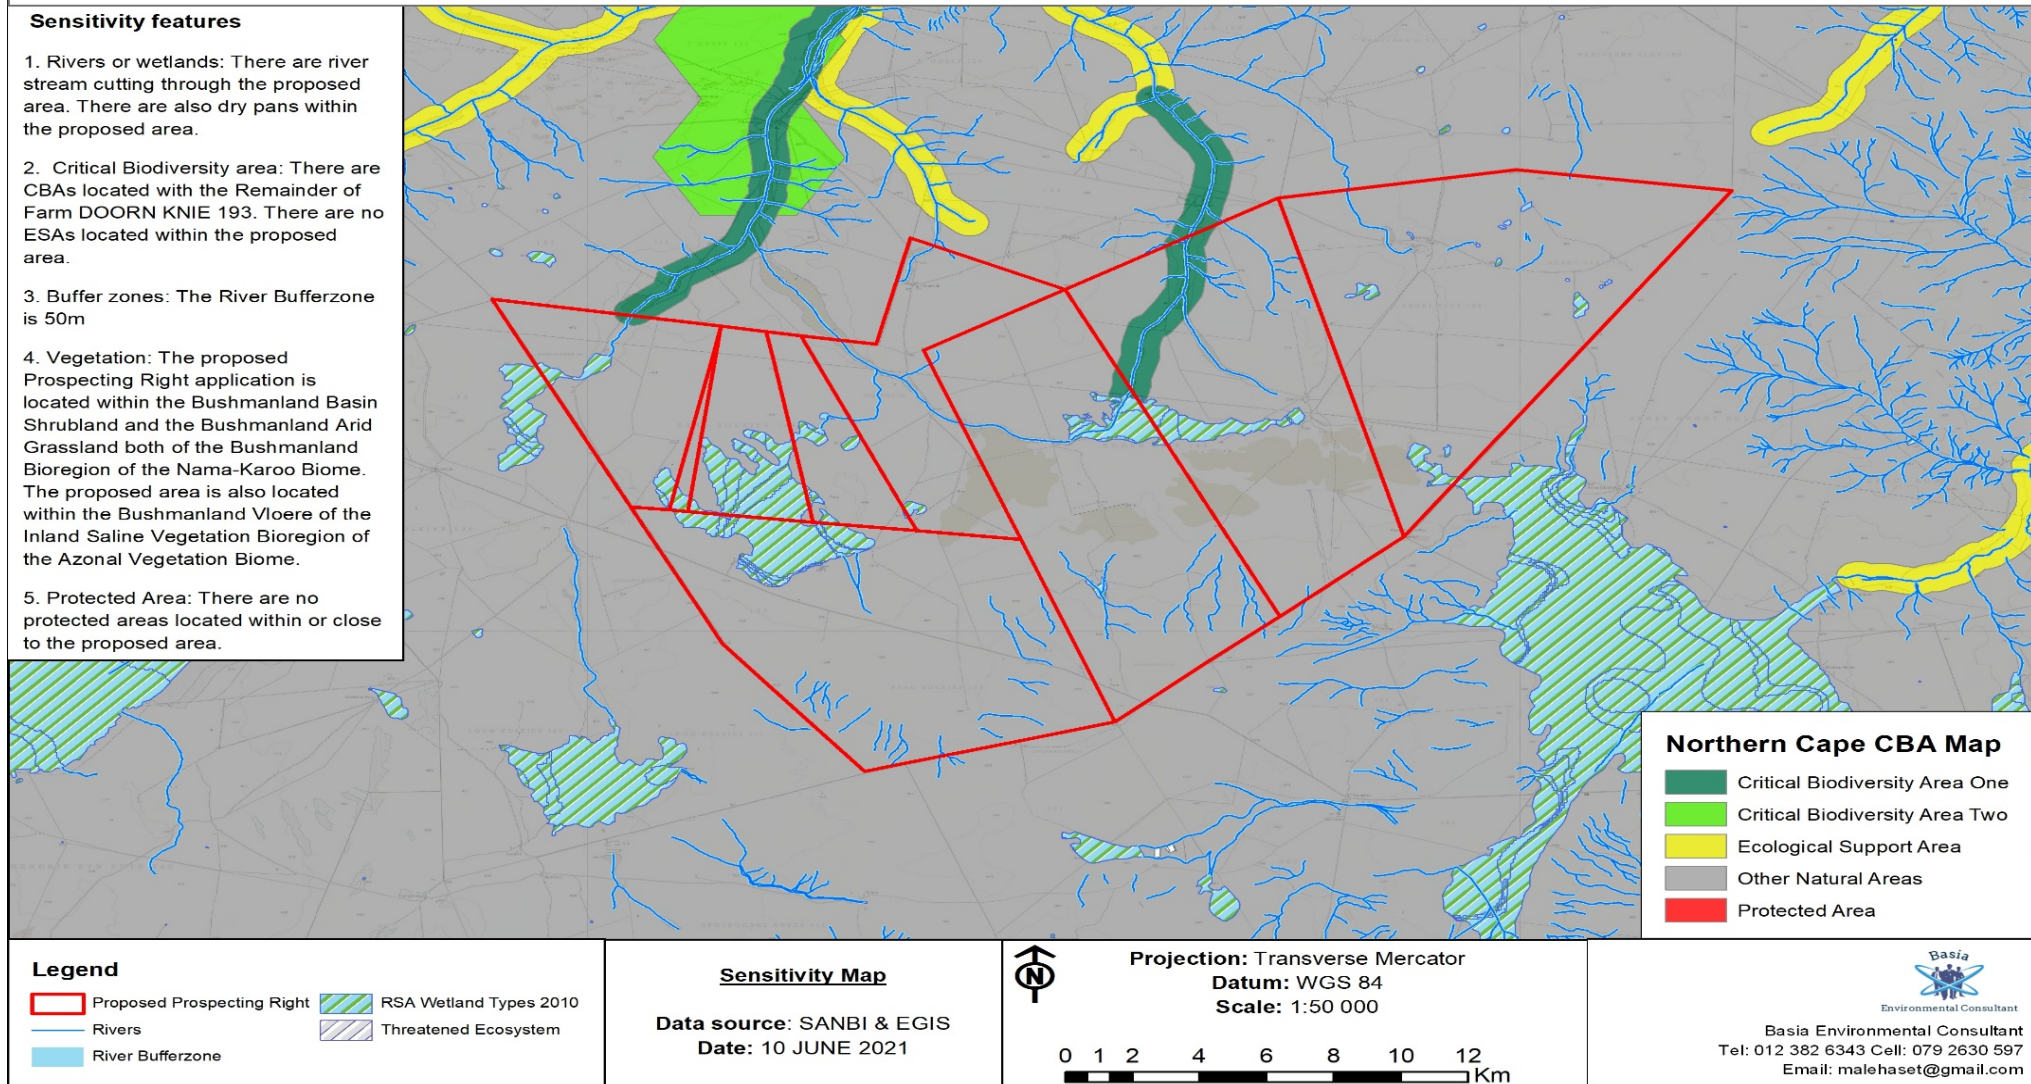 Sensitivity features
1. Rivers or wetlands: There are river
stream cutting through the proposed
area. There are also dry pans within
the proposed area.
2. Critical Biodiversity area: There are
CBAs located with the Remainder of
Farm DOORN KNIE 193. There are no
ESAs located within the proposed
area.
3. Buffer zones: The River Bufferzone
is 50m
4. Vegetation: The proposed
Prospecting Right application is
located within the Bushmanland Basin
Shrubland and the Bushmanland Arid
Grassland both of the Bushmanland
Bioregion of the Nama-Karoo Biome.
The proposed area is also located
within the Bushmanland Vloere of the
Inland Saline Vegetation Bioregion of
the Azonal Vegetation Biome.
5. Protected Area: There are no
protected areas located within or close
to the proposed area.
Northern Cape CBA Map
Critical Biodiversity Area One
Critical Biodiversity Area Two
Ecological Support Area
Other Natural Areas
Protected Area
Legend
Proposed Prospecting Right
Rivers
River Bufferzone
RSA Wetland Types 2010
Threatened Ecosystem
Sensitivity Map
Data source: SANBI & EGIS
Date: 10 JUNE 2021
N
Projection: Transverse Mercator
Datum: WGS 84
Scale: 1:50 000
0 1 2 4 6 8 10 12
Km
Basia
Environmental Consultant
Basia Environmental Consultant
Tel: 012 382 6343 Cell: 079 2630 597
Email: malehaset@gmail.com